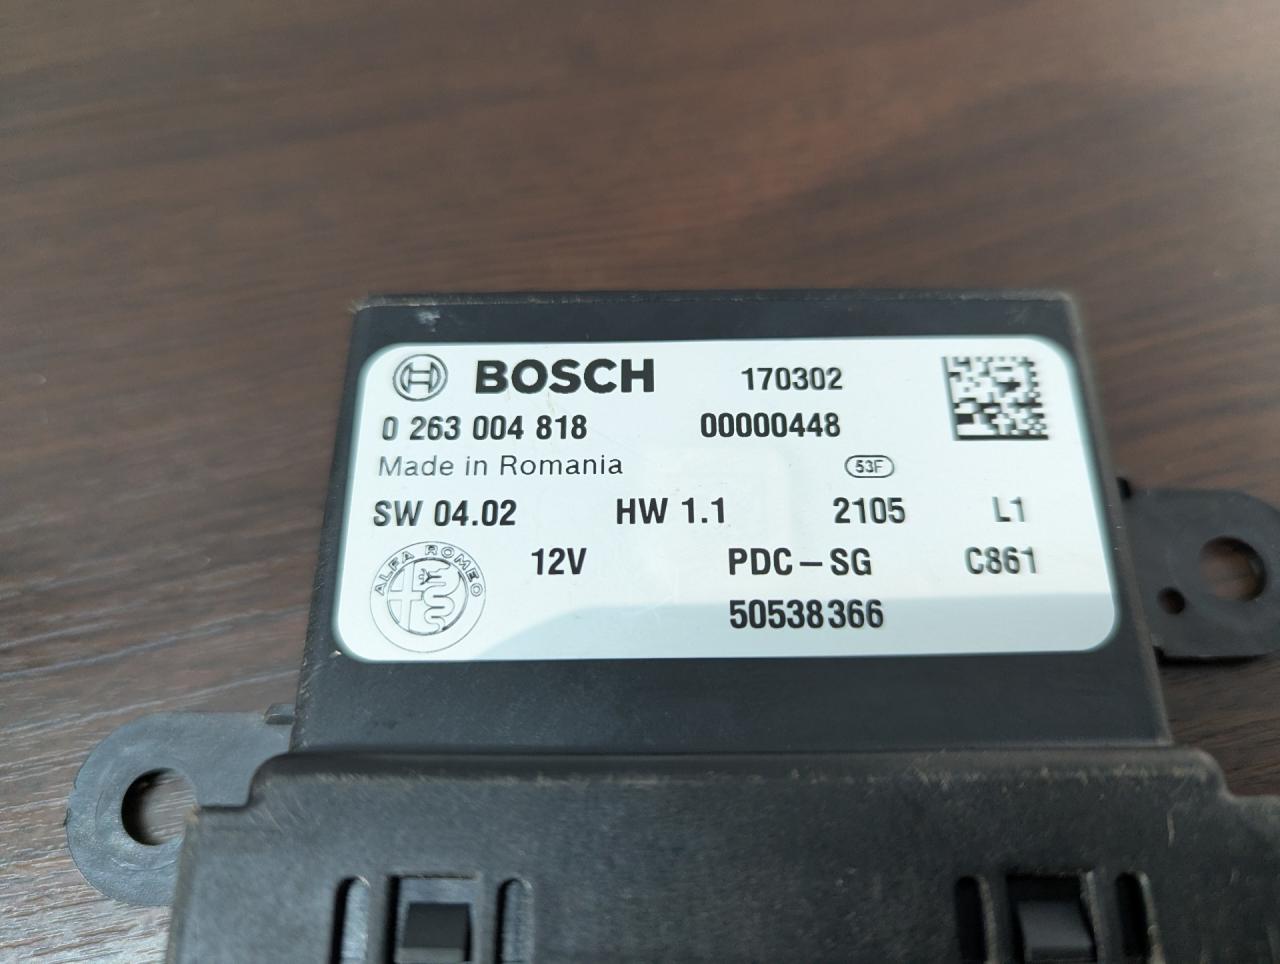 BOSCH 170302
0 263 004 818 00000448
Made in Romania 53F
SW 04.02 HW 1.1 2105 L1
ALFA ROMEO 12V PDC-SG C861
50538366